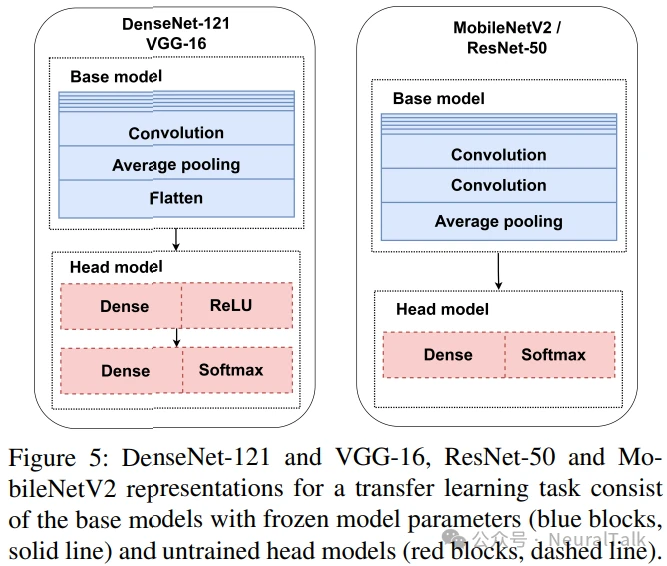 DenseNet-121
VGG-16
Base model
Convolution
Average pooling
Flatten
Head model
Dense
ReLU
Dense
Softmax
MobileNetV2 /
ResNet-50
Base model
Convolution
Convolution
Average pooling
Head model
Dense
Softmax
Figure 5: DenseNet-121 and VGG-16, ResNet-50 and Mo-
bileNetV2 representations for a transfer learning task consist
of the base models with frozen model parameters (blue blocks,
solid line) and untrained head models (red blocks, dashed line).
公众号 · NeuralTalk